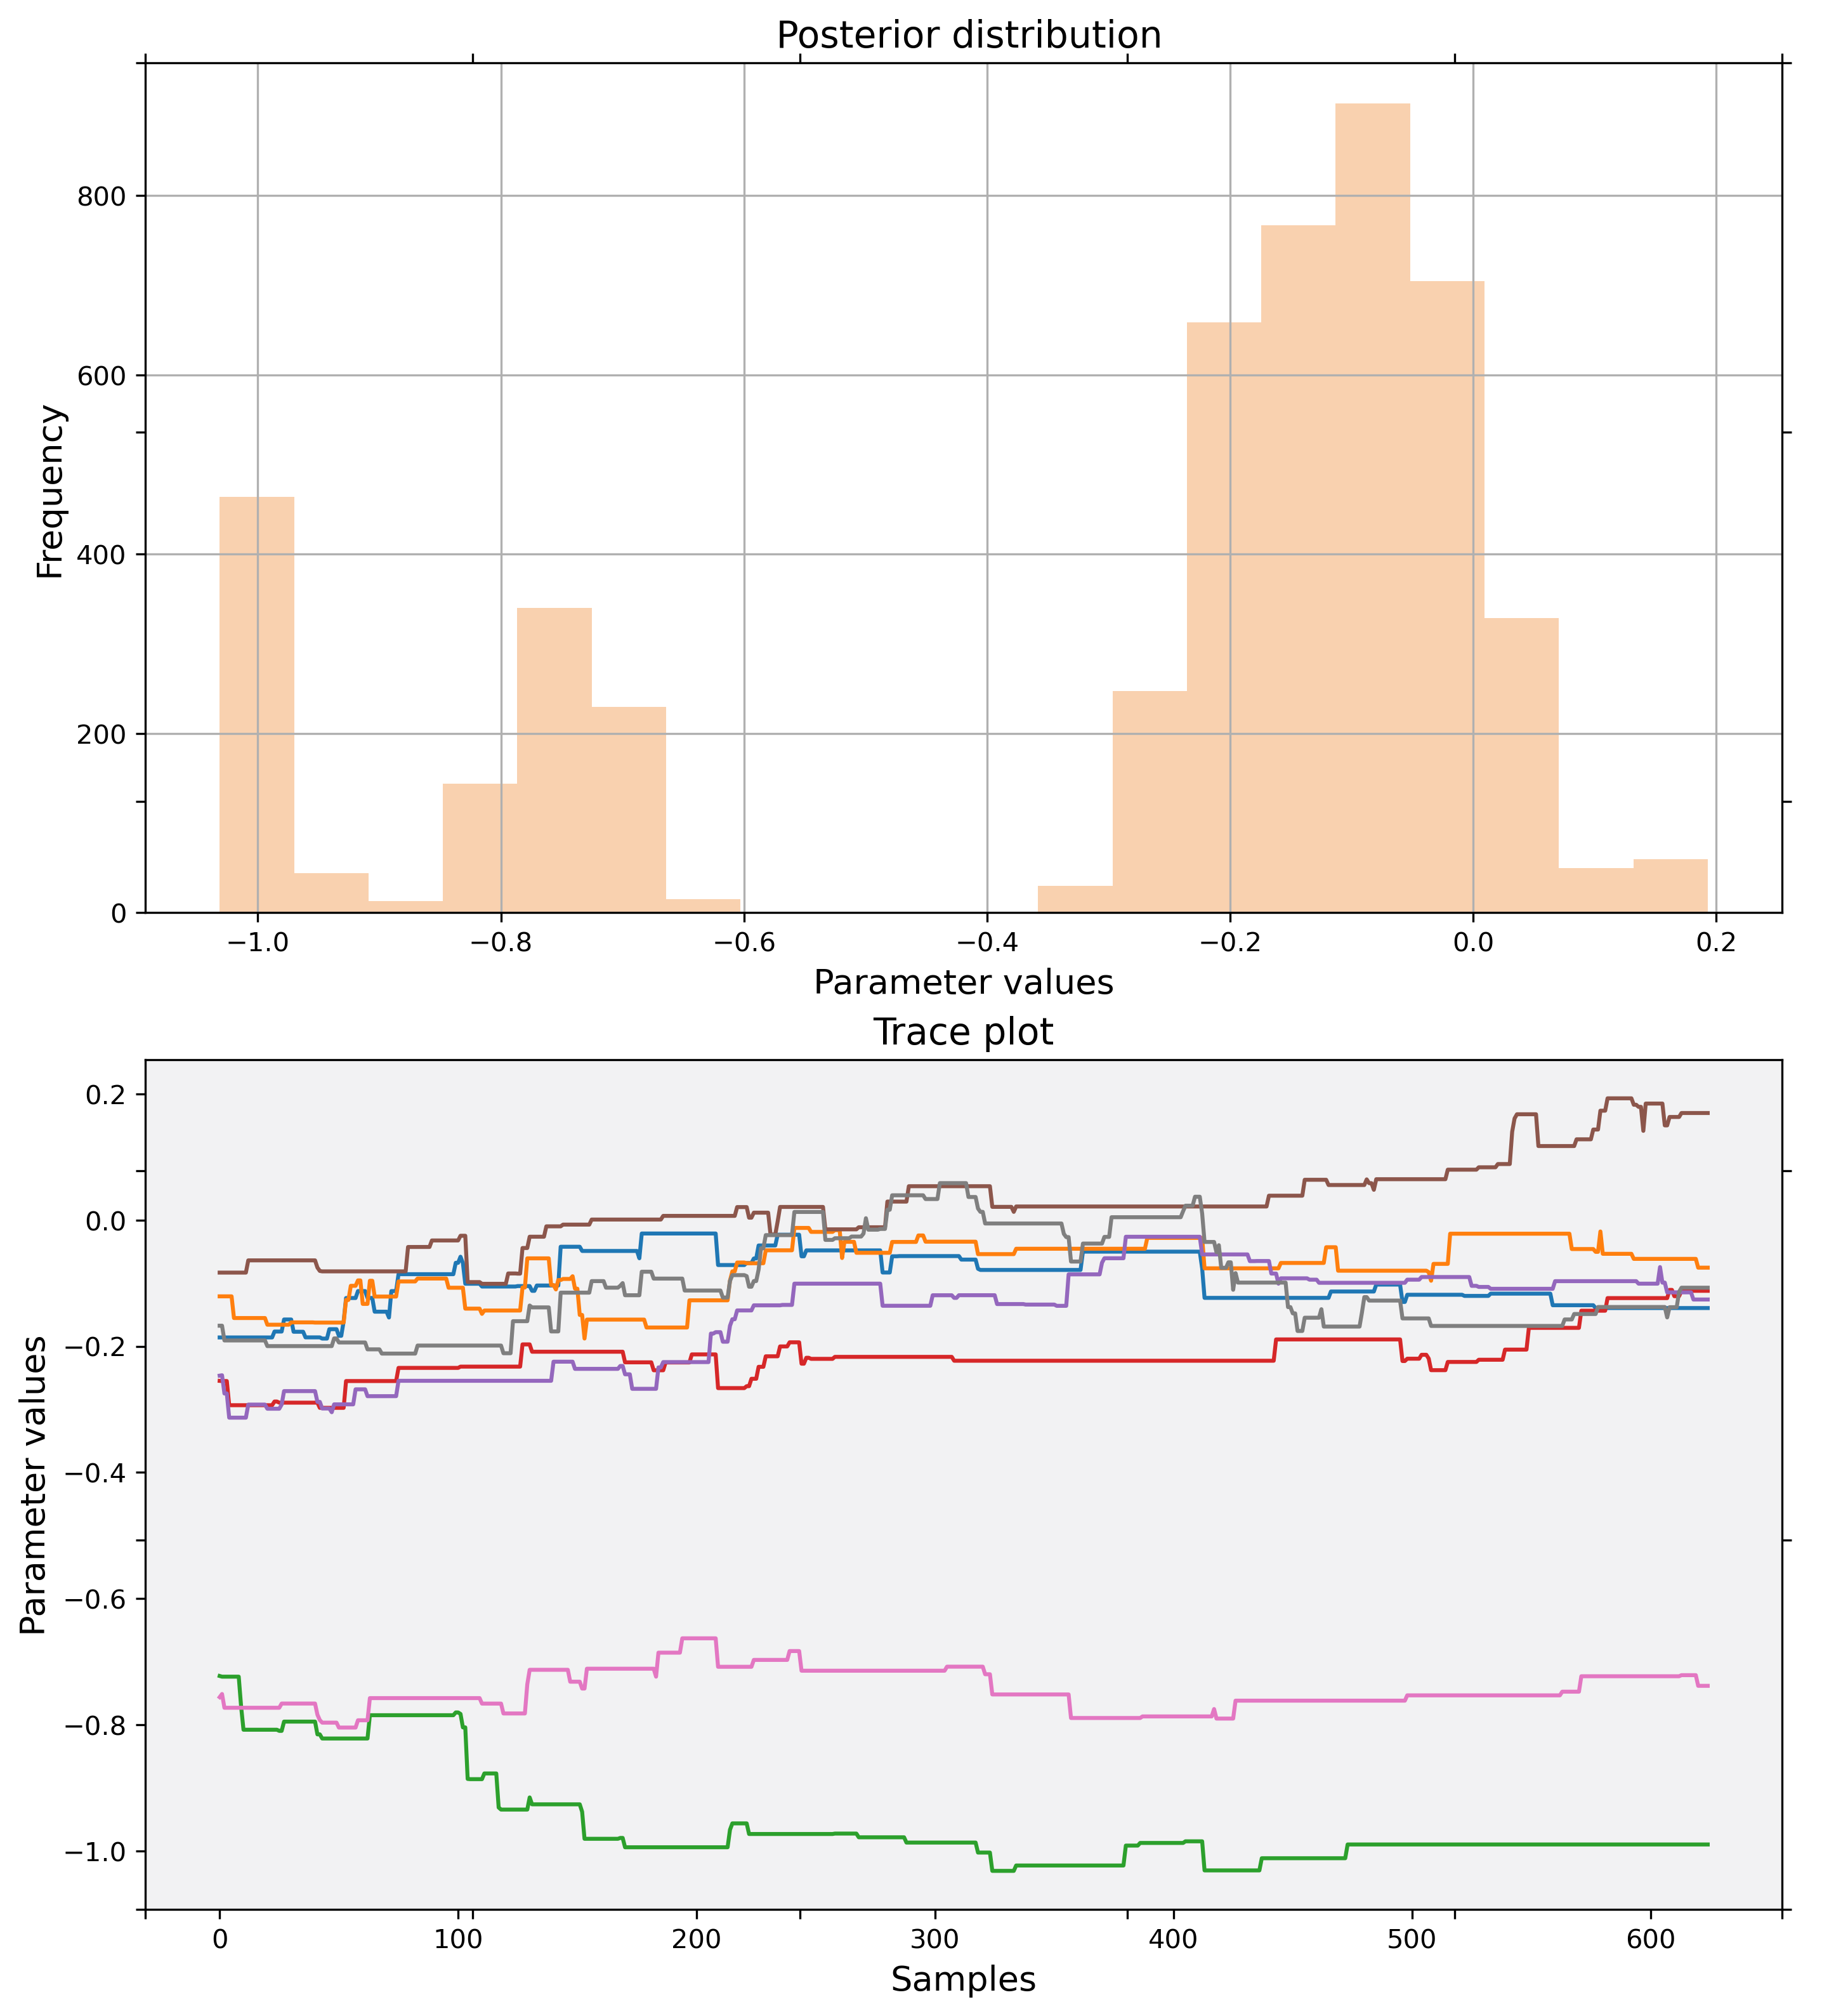 Posterior distribution
800
600
400
200
0
Frequency
−1.0 −0.8 −0.6 −0.4 −0.2 0.0 0.2
Parameter values
Trace plot
0.2
0.0
−0.2
−0.4
−0.6
−0.8
−1.0
Parameter values
0 100 200 300 400 500 600
Samples